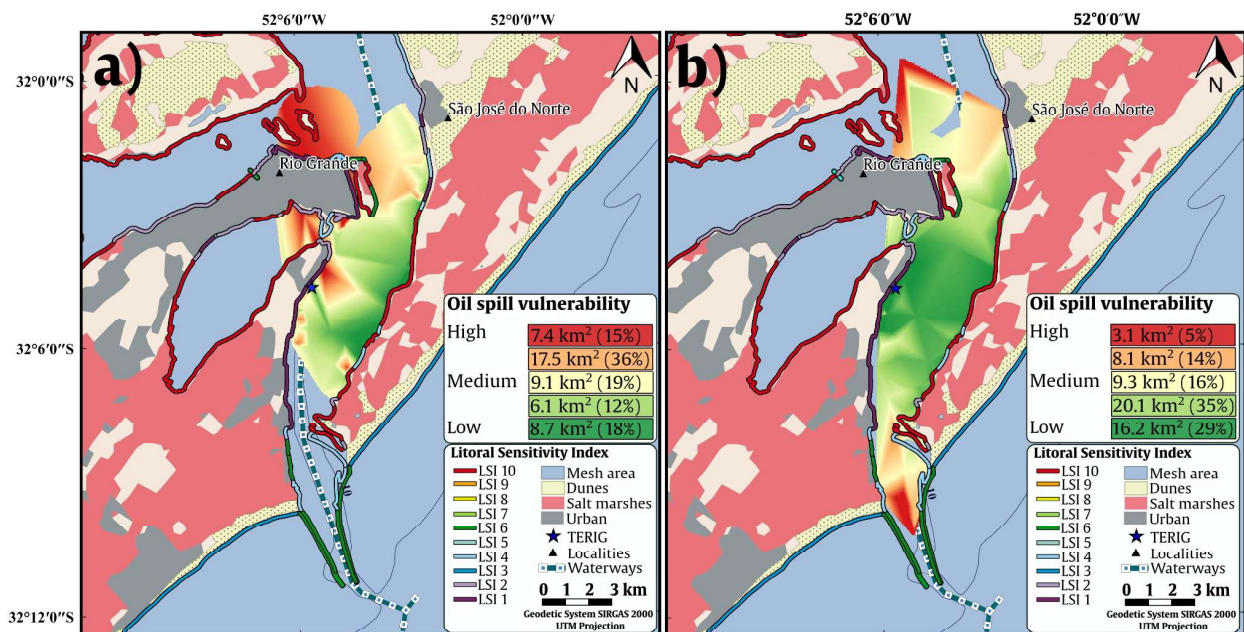 52°6'0"W
52°0'0"W
52°6'0"W
52°0'0"W
a)
N
32°0'0"S
32°6'0"S
32°12'0"S
São José do Norte
Rio Grande
10
Oil spill vulnerability
High
7.4 km² (15%)
17.5 km² (36%)
Medium
9.1 km² (19%)
6.1 km² (12%)
Low
8.7 km² (18%)
Litoral Sensitivity Index
LSI 10
LSI 9
LSI 8
LSI 7
LSI 6
LSI 5
LSI 4
LSI 3
LSI 2
LSI 1
Mesh area
Dunes
Salt marshes
Urban
TERIG
Localities
Waterways
0 1 2 3 km
Geodetic System SIRGAS 2000
UTM Projection
b)
N
São José do Norte
Rio Grande
10
Oil spill vulnerability
High
3.1 km² (5%)
8.1 km² (14%)
Medium
9.3 km² (16%)
20.1 km² (35%)
Low
16.2 km² (29%)
Litoral Sensitivity Index
LSI 10
LSI 9
LSI 8
LSI 7
LSI 6
LSI 5
LSI 4
LSI 3
LSI 2
LSI 1
Mesh area
Dunes
Salt marshes
Urban
TERIG
Localities
Waterways
0 1 2 3 km
Geodetic System SIRGAS 2000
UTM Projection